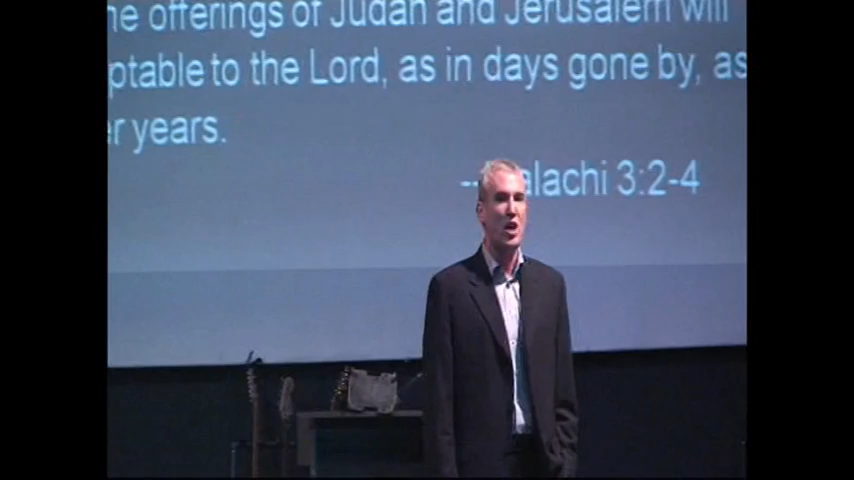 he offerings of Judah and Jerusalem will
ptable to the Lord, as in days gone by, as
er years.
-- alachi 3:2-4